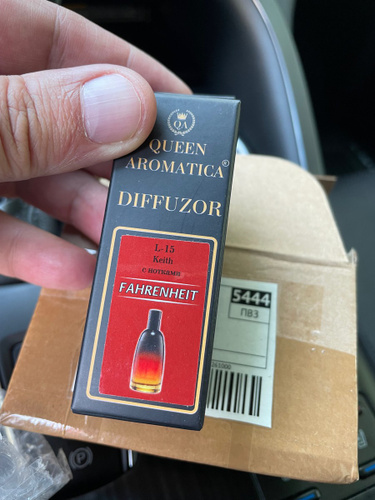 QA
QUEEN
AROMATICA®
DIFFUZOR
L-15
Keith
с нотками
FAHRENHEIT
5444
ПВЗ
P